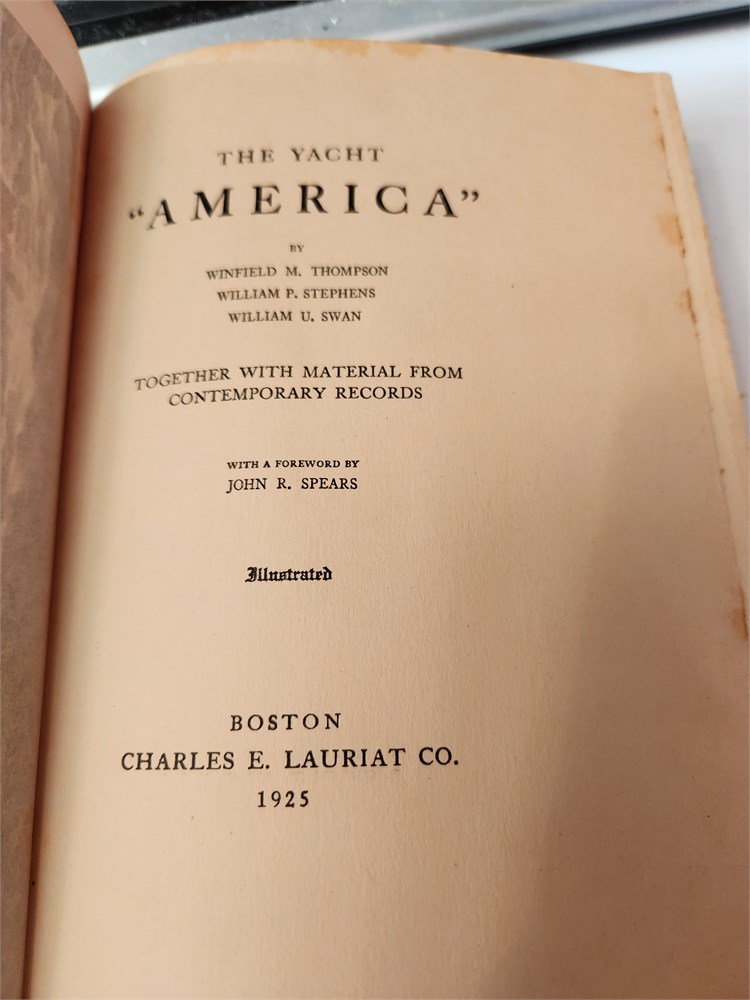 THE YACHT
"AMERICA"
BY
WINFIELD M. THOMPSON
WILLIAM P. STEPHENS
WILLIAM U. SWAN
TOGETHER WITH MATERIAL FROM
CONTEMPORARY RECORDS
WITH A FOREWORD BY
JOHN R. SPEARS
Illustrated
BOSTON
CHARLES E. LAURIAT CO.
1925